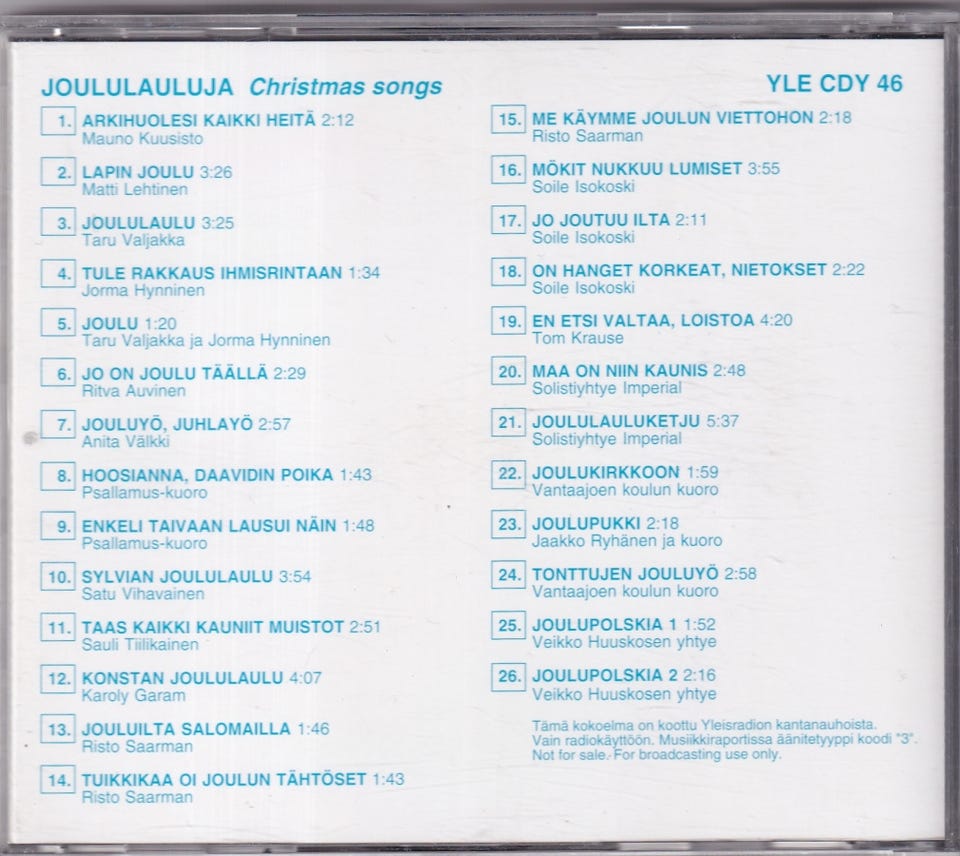 JOULULAULUJA Christmas songs
YLE CDY 46
1. ARKIHUOLESI KAIKKI HEITÄ 2:12
Mauno Kuusisto
2. LAPIN JOULU 3:26
Matti Lehtinen
3. JOULULAULU 3:25
Taru Valjakka
4. TULE RAKKAUS IHMISRINTAAN 1:34
Jorma Hynninen
5. JOULU 1:20
Taru Valjakka ja Jorma Hynninen
6. JO ON JOULU TÄÄLLÄ 2:29
Ritva Auvinen
7. JOULUYÖ, JUHLAYÖ 2:57
Anita Välkki
8. HOOSIANNA, DAAVIDIN POIKA 1:43
Psallamus-kuoro
9. ENKELI TAIVAAN LAUSUI NÄIN 1:48
Psallamus-kuoro
10. SYLVIAN JOULULAULU 3:54
Satu Vihavainen
11. TAAS KAIKKI KAUNIIT MUISTOT 2:51
Sauli Tiilikainen
12. KONSTAN JOULULAULU 4:07
Karoly Garam
13. JOULUILTA SALOMAILLA 1:46
Risto Saarman
14. TUIKKIKAA OI JOULUN TÄHTÖSET 1:43
Risto Saarman
15. ME KÄYMME JOULUN VIETTOHON 2:18
Risto Saarman
16. MÖKIT NUKKUU LUMISET 3:55
Soile Isokoski
17. JO JOUTUU ILTA 2:11
Soile Isokoski
18. ON HANGET KORKEAT, NIETOKSET 2:22
Soile Isokoski
19. EN ETSI VALTAA, LOISTOA 4:20
Tom Krause
20. MAA ON NIIN KAUNIS 2:48
Solistiyhtye Imperial
21. JOULULAULUKETJU 5:37
Solistiyhtye Imperial
22. JOULUKIRKKOON 1:59
Vantaajoen koulun kuoro
23. JOULUPUKKI 2:18
Jaakko Ryhänen ja kuoro
24. TONTTUJEN JOULUYÖ 2:58
Vantaajoen koulun kuoro
25. JOULUPOLSKIA 1 1:52
Veikko Huuskosen yhtye
26. JOULUPOLSKIA 2 2:16
Veikko Huuskosen yhtye
Tämä kokoelma on koottu Yleisradion kantanauhoista.
Vain radiokäyttöön. Musiikkiraportissa äänitetyyppi koodi "3".
Not for sale. For broadcasting use only.